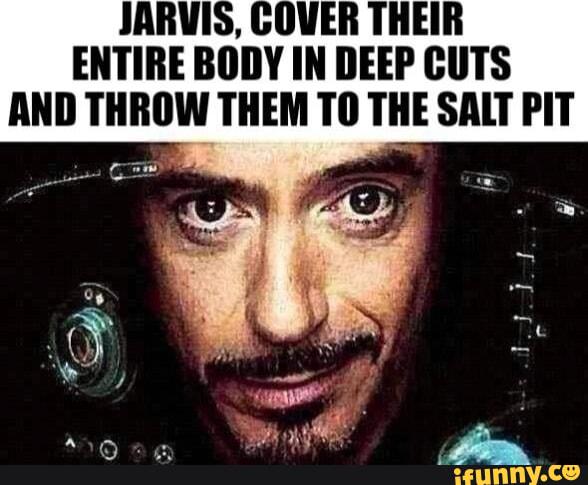 JARVIS, COVER THEIR
ENTIRE BODY IN DEEP CUTS
AND THROW THEM TO THE SALT PIT
ifunny.co